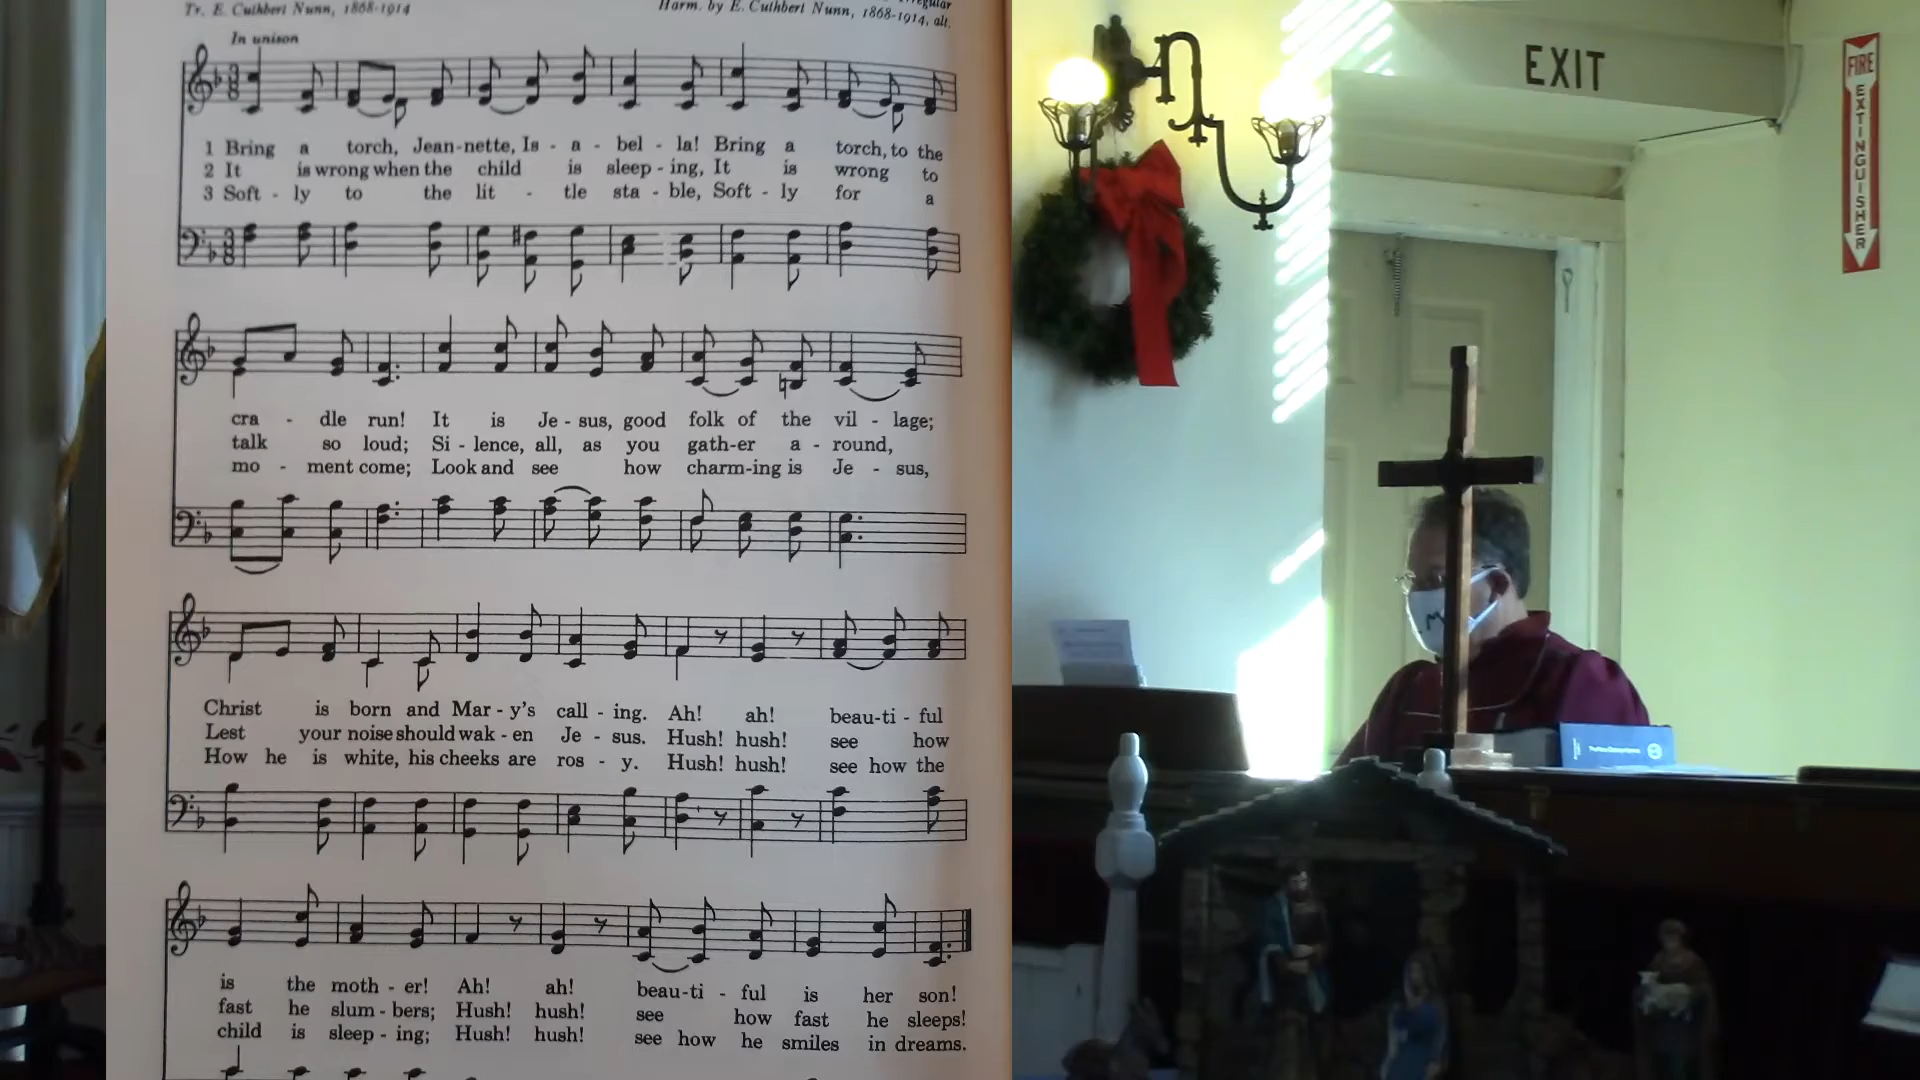 Tr. E. Cuthbert Nunn, 1868-1914
Harm. by E. Cuthbert Nunn, 1868-1914, alt.
In unison
1 Bring a torch, Jean-nette, Is - a - bel - la! Bring a torch, to the
2 It is wrong when the child is sleep - ing, It is wrong to
3 Soft - ly to the lit - tle sta - ble, Soft - ly for a
cra - dle run! It is Je - sus, good folk of the vil - lage;
talk so loud; Si - lence, all, as you gath-er a - round,
mo - ment come; Look and see how charm-ing is Je - sus,
Christ is born and Mar - y's call - ing. Ah! ah! beau-ti - ful
Lest your noise should wak - en Je - sus. Hush! hush! see how
How he is white, his cheeks are ros - y. Hush! hush! see how the
is the moth - er! Ah! ah! beau-ti - ful is her son!
fast he slum - bers; Hush! hush! see how fast he sleeps!
child is sleep - ing; Hush! hush! see how he smiles in dreams.
EXIT
FIRE
EXTINGUISHER